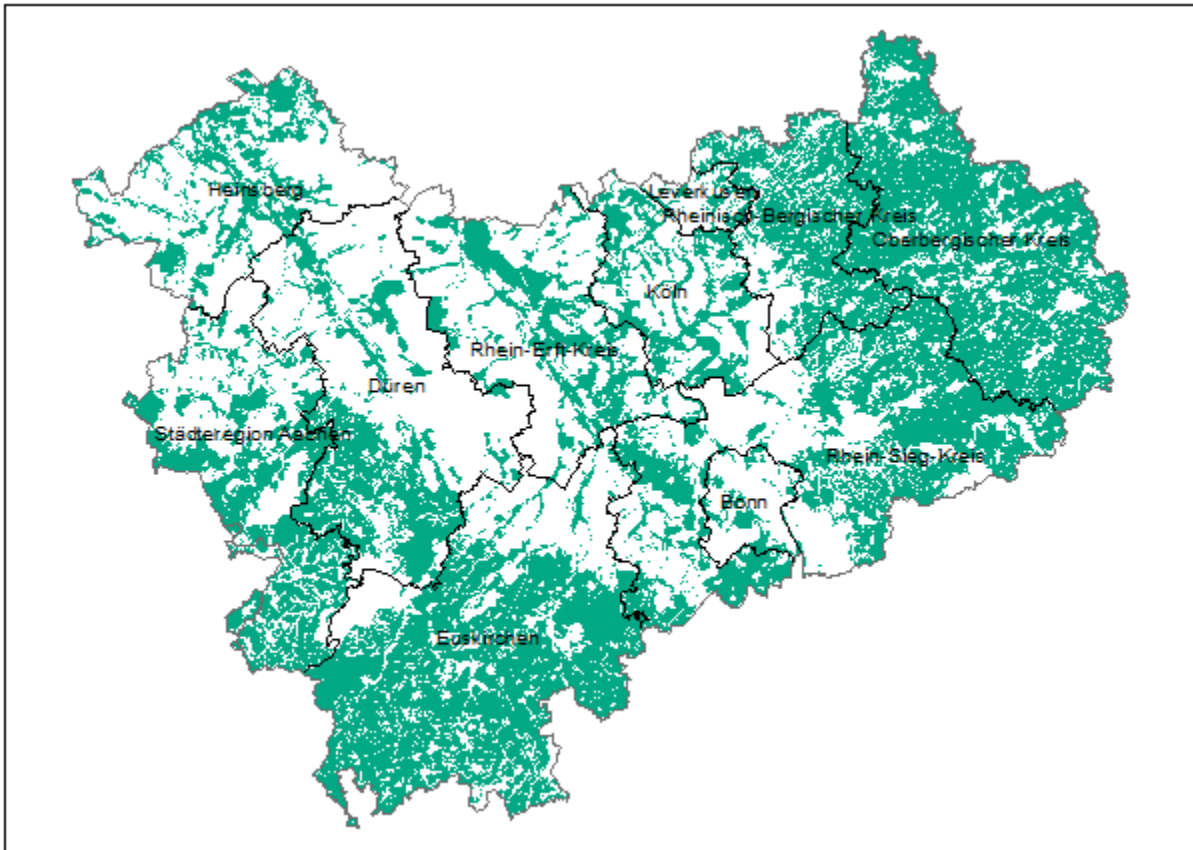 Heinsberg
Leverkusen
Rheinisch-Bergischer Kreis
Oberbergischer Kreis
Köln
Rhein-Erft-Kreis
Düren
Städteregion Aachen
Rhein-Sieg-Kreis
Bonn
Euskirchen